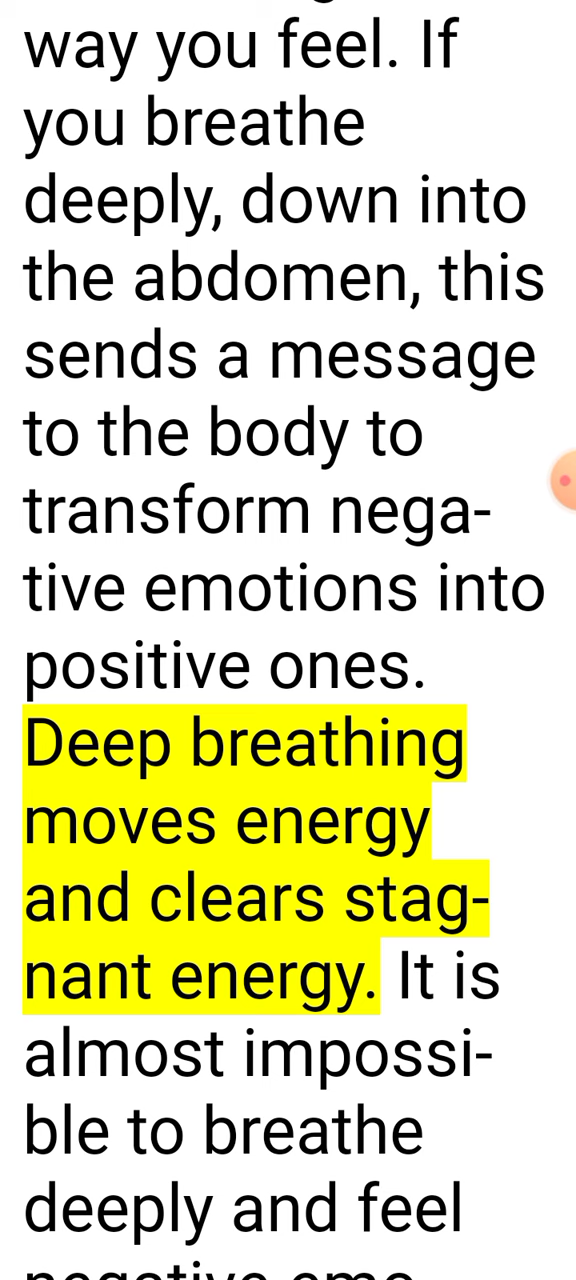 way you feel. If
you breathe
deeply, down into
the abdomen, this
sends a message
to the body to
transform nega-
tive emotions into
positive ones.
Deep breathing
moves energy
and clears stag-
nant energy. It is
almost impossi-
ble to breathe
deeply and feel
negative emo-